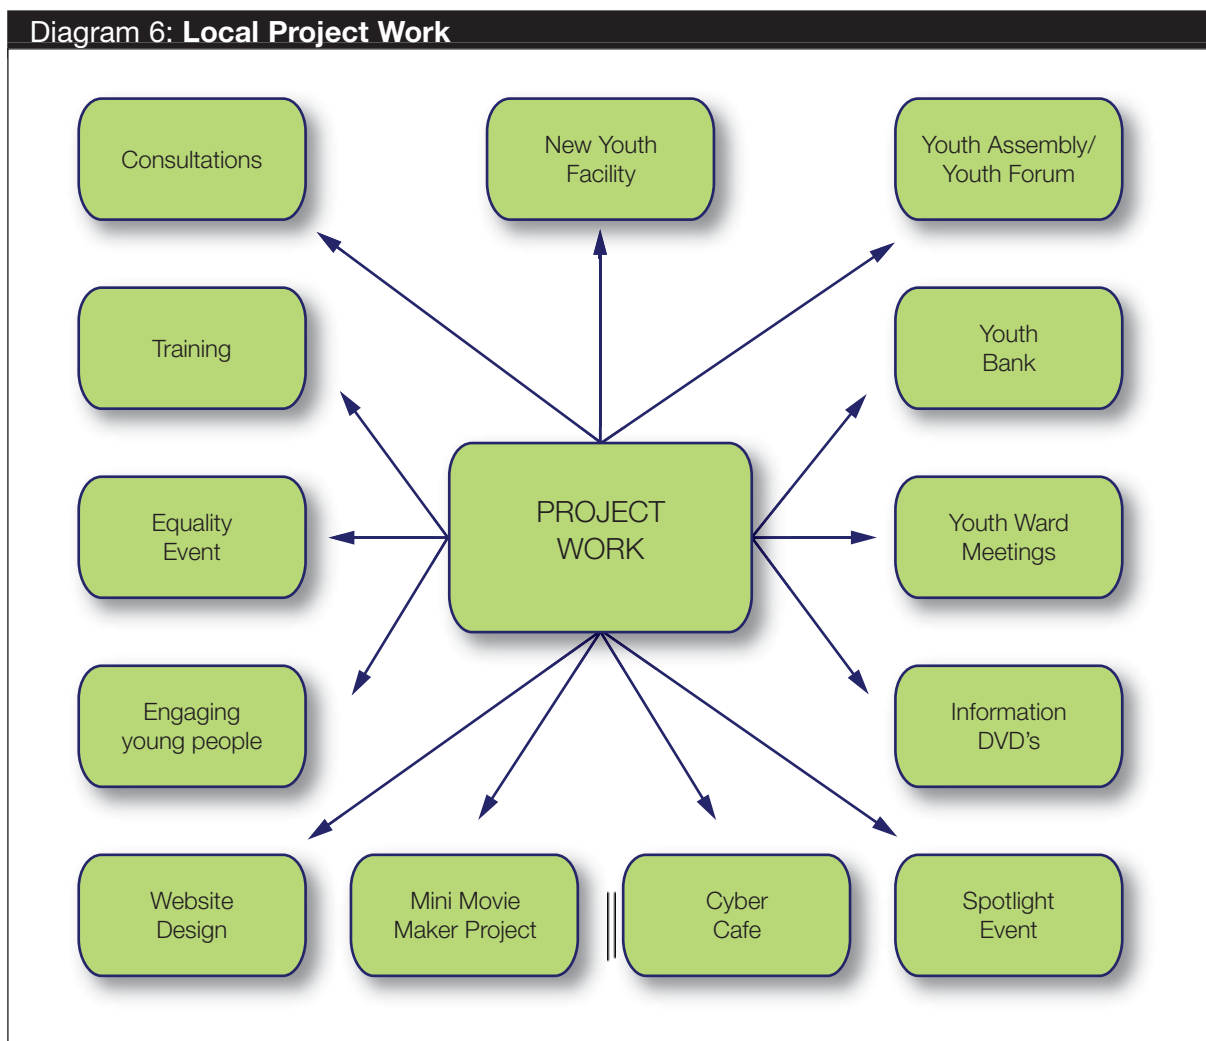 Diagram 6: Local Project Work
Consultations
New Youth
Facility
Youth Assembly/
Youth Forum
Training
Youth
Bank
Equality
Event
PROJECT
WORK
Youth Ward
Meetings
Engaging
young people
Information
DVD's
Website
Design
Mini Movie
Maker Project
Cyber
Cafe
Spotlight
Event